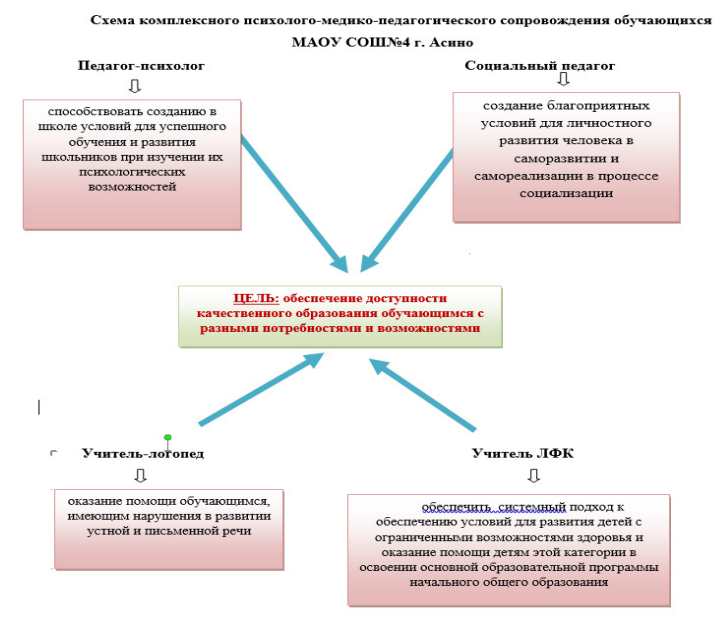 Схема комплексного психолого-медико-педагогического сопровождения обучающихся
МАОУ СОШ№4 г. Асино
Педагог-психолог
способствовать созданию в
школе условий для успешного
обучения и развития
школьников при изучении их
психологических
возможностей
Социальный педагог
создание благоприятных
условий для личностного
развития человека в
саморазвитии и
самореализации в процессе
социализации
ЦЕЛЬ: обеспечение доступности
качественного образования обучающимся с
разными потребностями и возможностями
Учитель-логопед
оказание помощи обучающимся,
имеющим нарушения в развитии
устной и письменной речи
Учитель ЛФК
обеспечить системный подход к
обеспечению условий для развития детей с
ограниченными возможностями здоровья и
оказание помощи детям этой категории в
освоении основной образовательной программы
начального общего образования